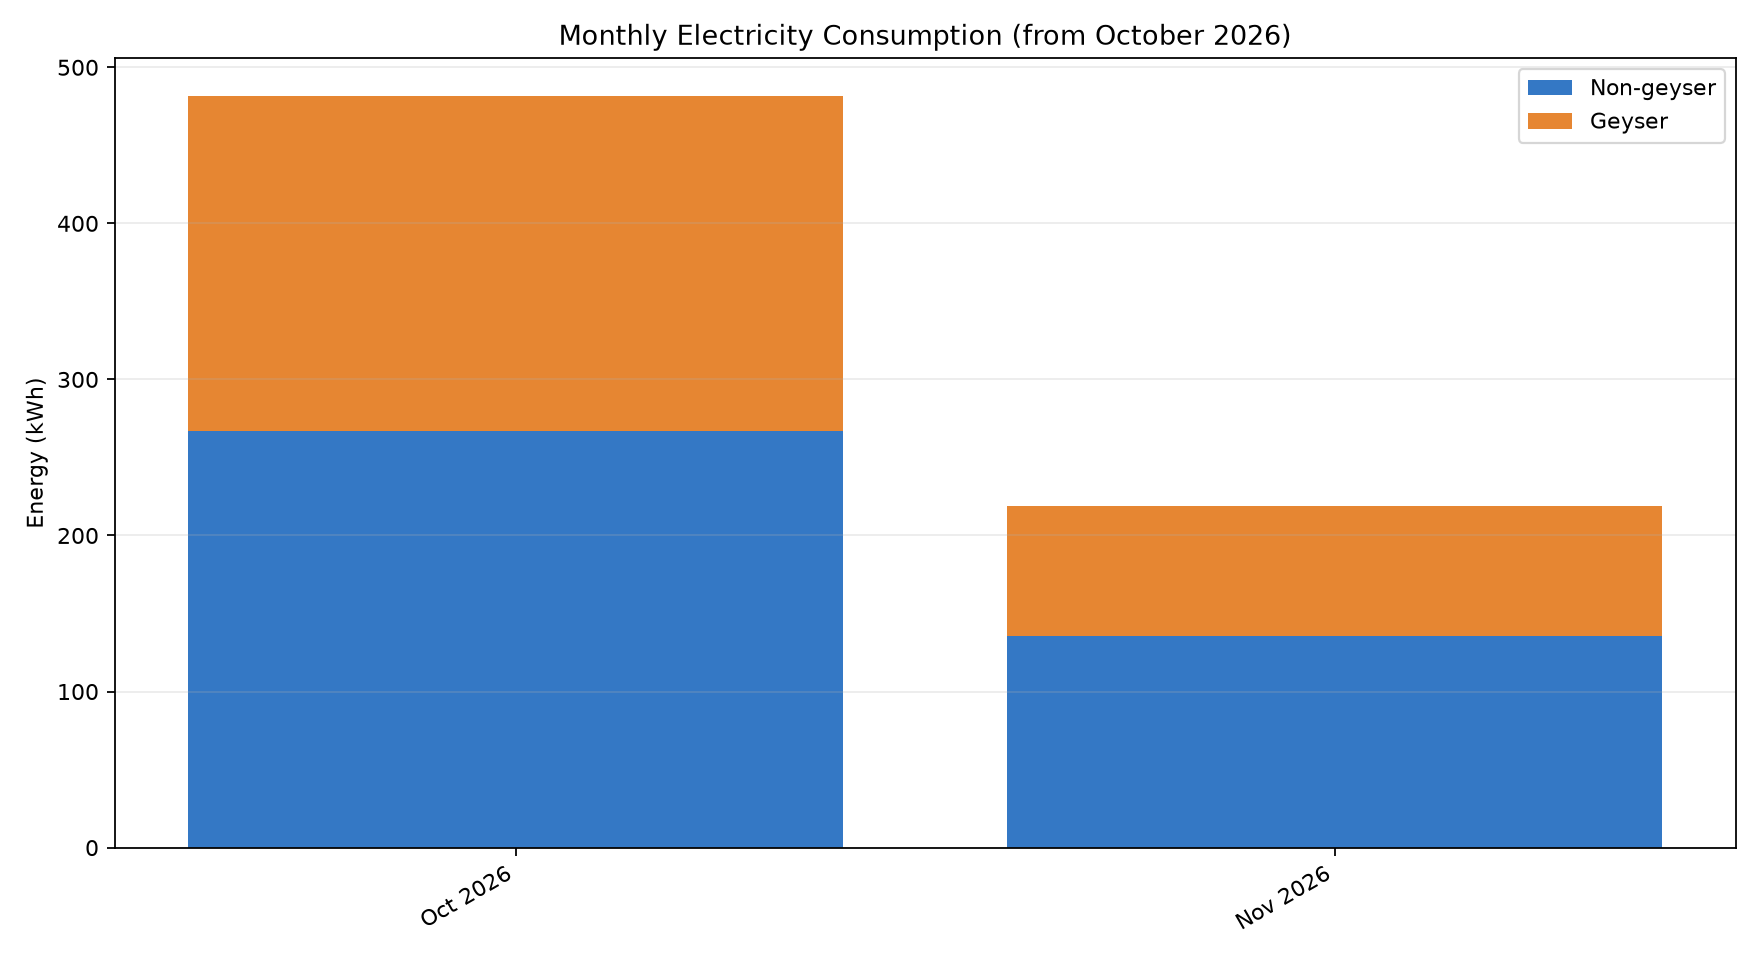 Monthly Electricity Consumption (from October 2026)
Non-geyser
Geyser
Energy (kWh)
500
400
300
200
100
0
Oct 2026
Nov 2026